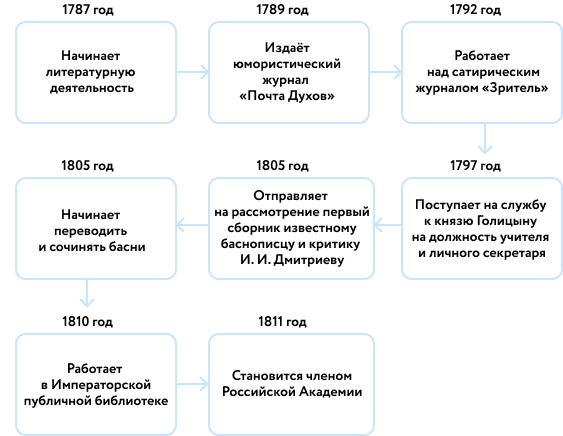 1787 год
Начинает
литературную
деятельность
1789 год
Издаёт
юмористический
журнал
«Почта Духов»
1792 год
Работает
над сатирическим
журналом «Зритель»
1797 год
Поступает на службу
к князю Голицыну
на должность учителя
и личного секретаря
1805 год
Отправляет
на рассмотрение первый
сборник известному
баснописцу и критику
И. И. Дмитриеву
1805 год
Начинает
переводить
и сочинять басни
1810 год
Работает
в Императорской
публичной библиотеке
1811 год
Становится членом
Российской Академии